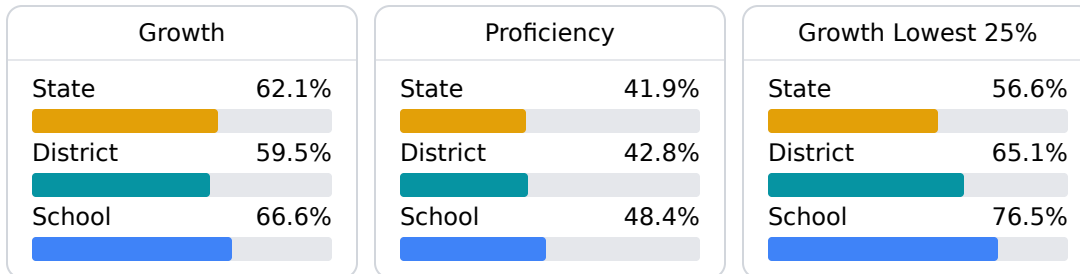 Growth
State 62.1%
District 59.5%
School 66.6%
Proficiency
State 41.9%
District 42.8%
School 48.4%
Growth Lowest 25%
State 56.6%
District 65.1%
School 76.5%